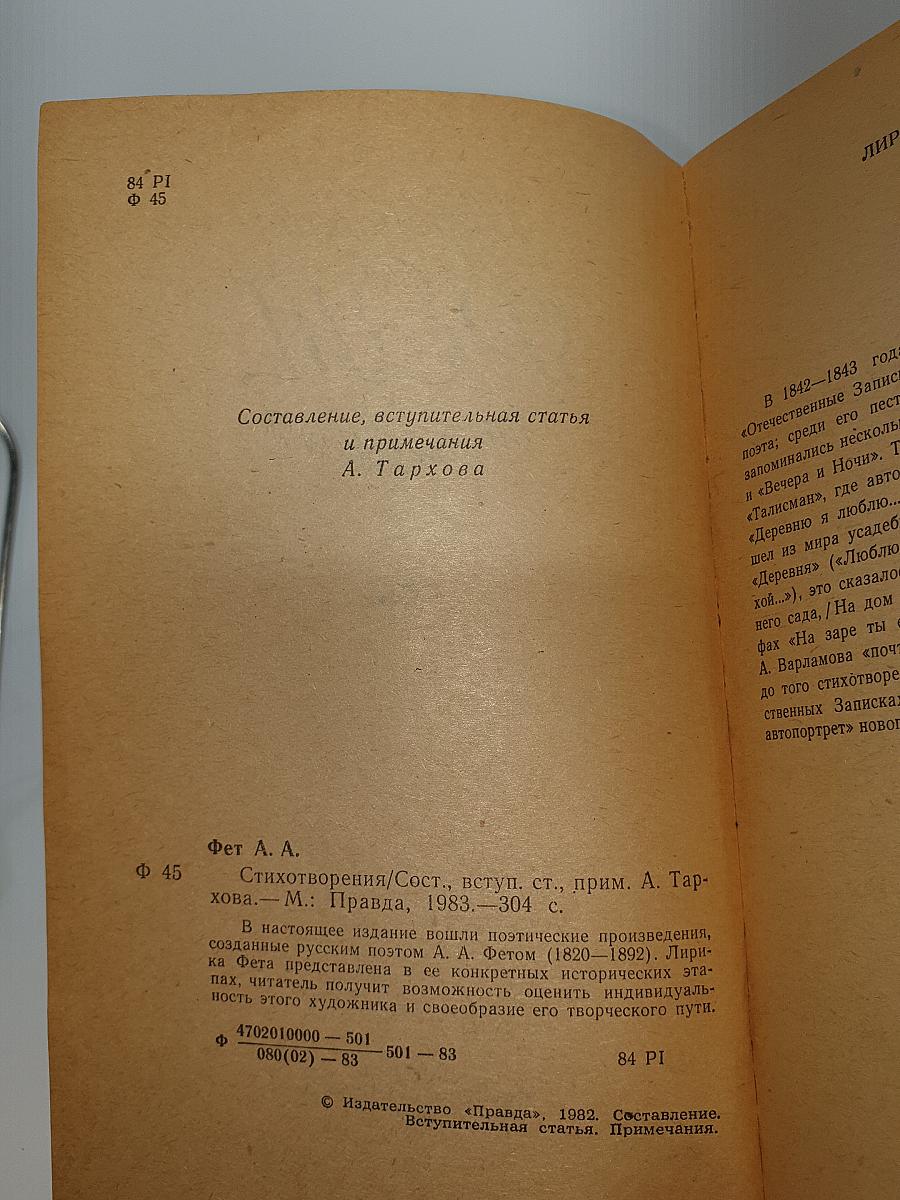 84 Р1
Ф 45
Составление, вступительная статья
и примечания
А. Тархова
Фет А. А.
Ф 45
Стихотворения/Сост., вступ. ст., прим. А. Тар-
хова.— М.: Правда, 1983.—304 с.
В настоящее издание вошли поэтические произведения,
созданные русским поэтом А. А. Фетом (1820—1892). Лири-
ка Фета представлена в ее конкретных исторических эта-
пах, читатель получит возможность оценить индивидуаль-
ность этого художника и своеобразие его творческого пути.
Ф 4702010000 — 501
080(02) — 83
501 — 83
84 Р1
© Издательство «Правда», 1982. Составление.
Вступительная статья. Примечания.
ЛИР
В 1842—1843 год
«Отечественные Запис
поэта; среди его пест
запоминались несколь
и «Вечера и Ночи». Т
«Талисман», где авто
«Деревню я люблю...
шел из мира усадеб
«Деревня» («Люблю
хой...»), это сказало
него сада, / На дом
фах «На заре ты
А. Варламова «поч
до того стихотворе
ственных Записках
автопортрет» новог